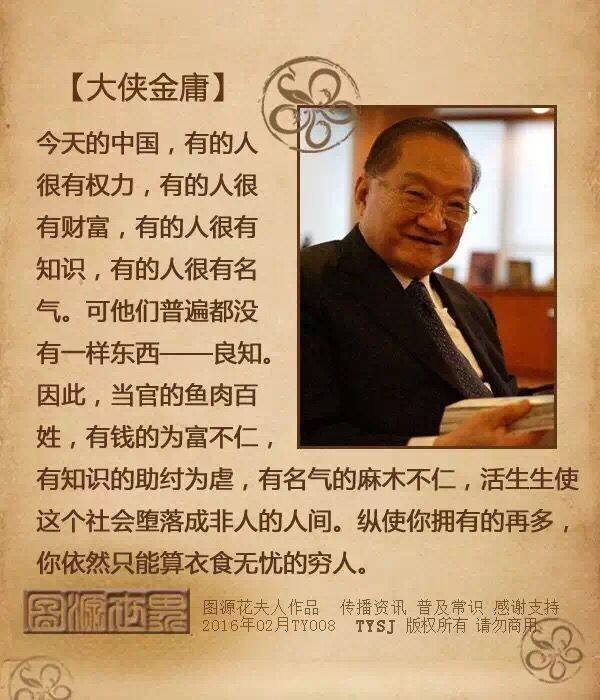 【大侠金庸】
今天的中国，有的人
很有权力，有的人很
有财富，有的人很有
知识，有的人很有名
气。可他们普遍都没
有一样东西——良知。
因此，当官的鱼肉百
姓，有钱的为富不仁，
有知识的助纣为虐，有名气的麻木不仁，活生生使
这个社会堕落成非人的人间。纵使你拥有的再多，
你依然只能算衣食无忧的穷人。
图源世界
图源花夫人作品 传播资讯 普及常识 感谢支持
2016年02月TY008 TYSJ 版权所有 请勿商用